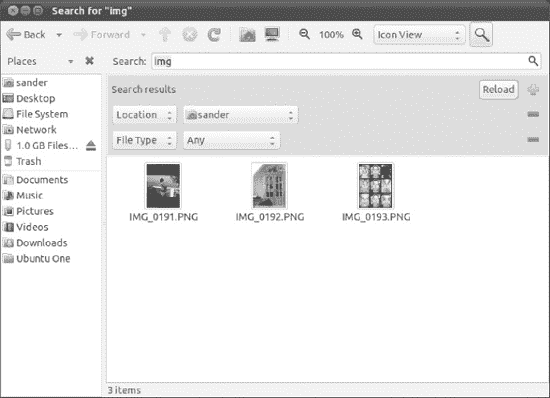 Search for "img"
Back Forward 100% Icon View
Places Search: img
sander
Desktop
File System
Network
1.0 GB Files...
Trash
Documents
Music
Pictures
Videos
Downloads
Ubuntu One
Search results Reload
Location sander
File Type Any
IMG_0191.PNG IMG_0192.PNG IMG_0193.PNG
3 items